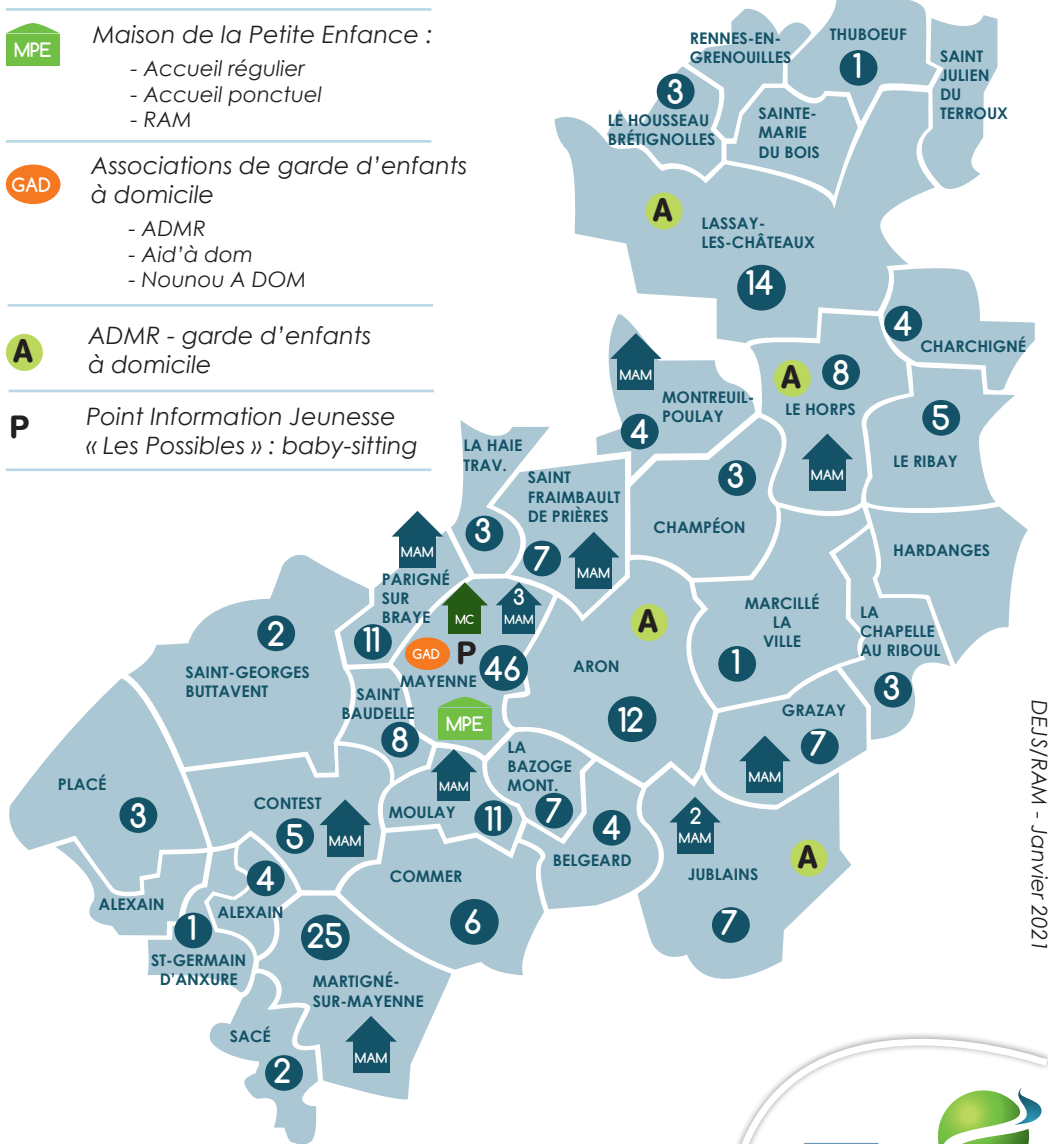 MPE
Maison de la Petite Enfance :
- Accueil régulier
- Accueil ponctuel
- RAM
GAD
Associations de garde d'enfants
à domicile
- ADMR
- Aid'à dom
- Nounou A DOM
A
ADMR - garde d'enfants
à domicile
P
Point Information Jeunesse
« Les Possibles » : baby-sitting
RENNES-EN-
GRENOUILLES
THUBOEUF
1
SAINT
JULIEN
DU
TERROUX
3
LE HOUSSEAU
BRÉTIGNOLLES
SAINTE-
MARIE
DU BOIS
A
LASSAY-
LES-CHÂTEAUX
14
4
CHARCHIGNÉ
MAM
MONTREUIL-
POULAY
4
A
8
LE HORPS
MAM
5
LE RIBAY
LA HAIE
TRAV.
3
SAINT
FRAIMBAULT
DE PRIÈRES
7
MAM
3
CHAMPÉON
HARDANGES
MAM
PARIGNÉ
SUR
BRAYE
11
MC
3
MAM
GAD
P
46
MAYENNE
MPE
A
ARON
12
MARCILLÉ
LA
VILLE
1
LA
CHAPELLE
AU RIBOUL
3
2
SAINT-GEORGES
BUTTAVENT
SAINT
BAUDELLE
8
GRAZAY
7
MAM
PLACÉ
3
CONTEST
5
MAM
MAM
MOULAY
11
LA
BAZOGE
MONT.
7
4
BELGEARD
2
MAM
JUBLAINS
A
7
ALEXAIN
4
ALEXAIN
COMMER
6
1
ST-GERMAIN
D'ANXURE
25
MARTIGNÉ-
SUR-MAYENNE
MAM
SACÉ
2
DEJS/RAM - Janvier 2021